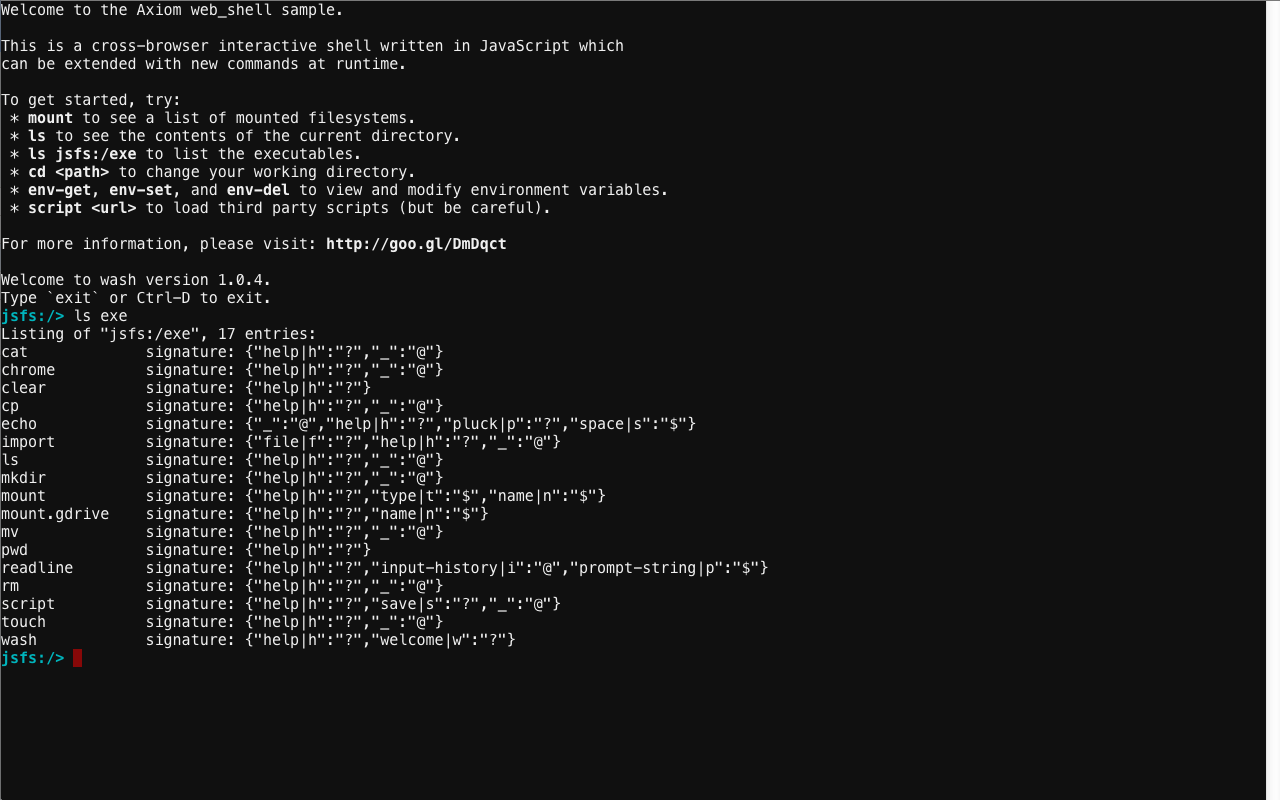 Welcome to the Axiom web_shell sample.
This is a cross-browser interactive shell written in JavaScript which
can be extended with new commands at runtime.
To get started, try:
* mount to see a list of mounted filesystems.
* ls to see the contents of the current directory.
* ls jsfs:/exe to list the executables.
* cd <path> to change your working directory.
* env-get, env-set, and env-del to view and modify environment variables.
* script <url> to load third party scripts (but be careful).
For more information, please visit: http://goo.gl/DmDqct
Welcome to wash version 1.0.4.
Type `exit` or Ctrl-D to exit.
jsfs:/> ls exe
Listing of "jsfs:/exe", 17 entries:
cat             signature: {"help|h":"?","_":"@"}
chrome          signature: {"help|h":"?","_":"@"}
clear           signature: {"help|h":"?"}
cp              signature: {"help|h":"?","_":"@"}
echo            signature: {"_":"@","help|h":"?","pluck|p":"?","space|s":"$"}
import          signature: {"file|f":"?","help|h":"?","_":"@"}
ls              signature: {"help|h":"?","_":"@"}
mkdir           signature: {"help|h":"?","_":"@"}
mount           signature: {"help|h":"?","type|t":"$","name|n":"$"}
mount.gdrive    signature: {"help|h":"?","name|n":"$"}
mv              signature: {"help|h":"?","_":"@"}
pwd             signature: {"help|h":"?"}
readline        signature: {"help|h":"?","input-history|i":"@","prompt-string|p":"$"}
rm              signature: {"help|h":"?","_":"@"}
script          signature: {"help|h":"?","save|s":"?","_":"@"}
touch           signature: {"help|h":"?","_":"@"}
wash            signature: {"help|h":"?","welcome|w":"?"}
jsfs:/>